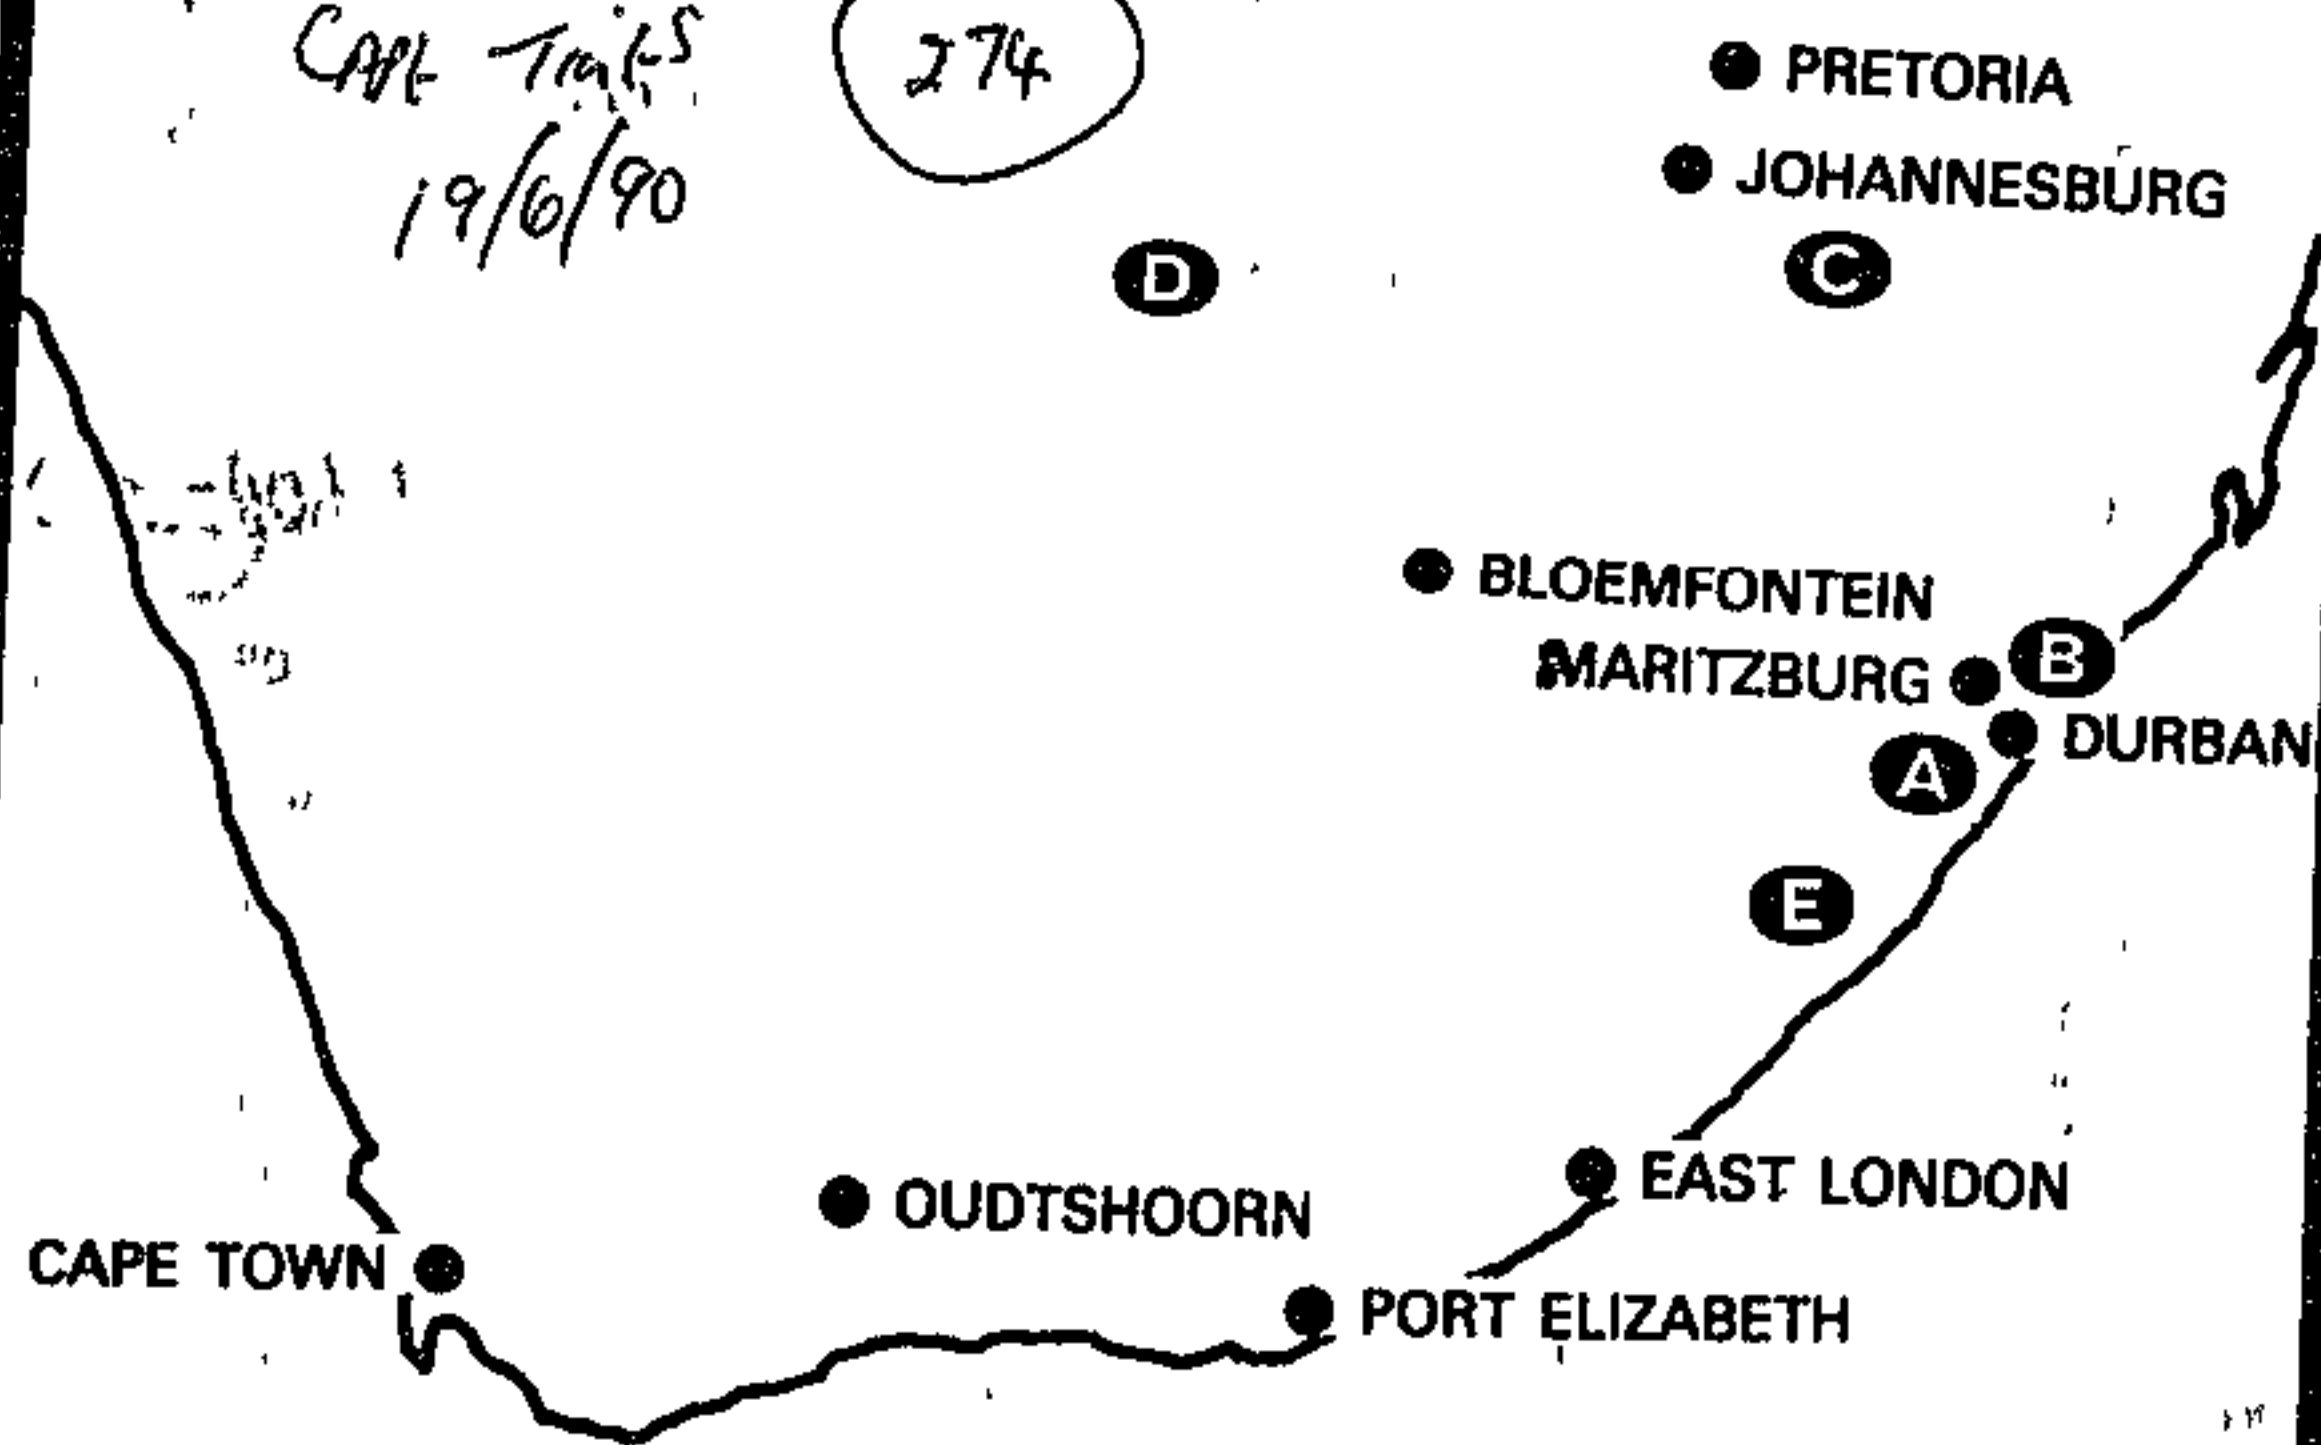 CAPE Times
274
19/6/90
PRETORIA
JOHANNESBURG
D
C
BLOEMFONTEIN
MARITZBURG
B
DURBAN
A
E
EAST LONDON
OUDTSHOORN
CAPE TOWN
PORT ELIZABETH